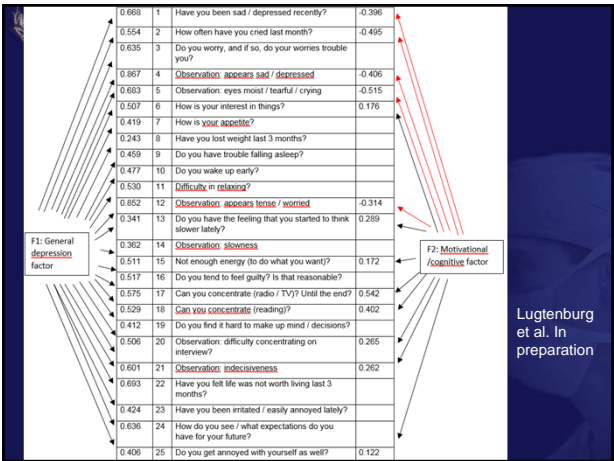 0.668 1 Have you been sad / depressed recently? -0.396
0.554 2 How often have you cried last month? -0.495
0.635 3 Do you worry, and if so, do your worries trouble
you?
0.867 4 Observation: appears sad / depressed -0.406
0.683 5 Observation: eyes moist / tearful / crying -0.515
0.507 6 How is your interest in things? 0.176
0.419 7 How is your appetite?
0.243 8 Have you lost weight last 3 months?
0.459 9 Do you have trouble falling asleep?
0.477 10 Do you wake up early?
0.530 11 Difficulty in relaxing?
0.852 12 Observation: appears tense / worried -0.314
0.341 13 Do you have the feeling that you started to think 0.289
slower lately?
0.362 14 Observation: slowness
0.511 15 Not enough energy (to do what you want)? 0.172
0.517 16 Do you tend to feel guilty? Is that reasonable?
0.575 17 Can you concentrate (radio / TV)? Until the end? 0.542
0.529 18 Can you concentrate (reading)? 0.402
0.412 19 Do you find it hard to make up mind / decisions?
0.506 20 Observation: difficulty concentrating on 0.265
interview?
0.601 21 Observation: indecisiveness 0.262
0.693 22 Have you felt life was not worth living last 3
months?
0.424 23 Have you been irritated / easily annoyed lately?
0.636 24 How do you see / what expectations do you
have for your future?
0.406 25 Do you get annoyed with yourself as well? 0.122
F1: General
depression
factor
F2: Motivational
/cognitive factor
Lugtenburg
et al. In
preparation